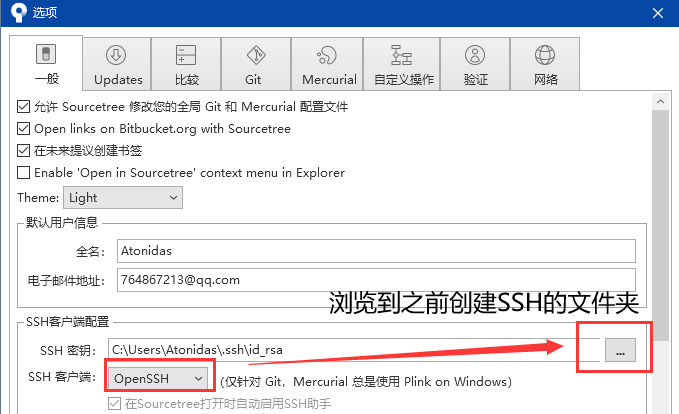 选项
一般
Updates
比较
Git
Mercurial
自定义操作
验证
网络
允许 Sourcetree 修改您的全局 Git 和 Mercurial 配置文件
Open links on Bitbucket.org with Sourcetree
在未来提议创建书签
Enable 'Open in Sourcetree' context menu in Explorer
Theme: Light
默认用户信息
全名: Atonidas
电子邮件地址: 764867213@qq.com
浏览到之前创建SSH的文件夹
SSH客户端配置
SSH 密钥: C:\Users\Atonidas\.ssh\id_rsa ...
SSH 客户端: OpenSSH (仅针对 Git，Mercurial 总是使用 Plink on Windows)
在Sourcetree打开时自动启用SSH助手